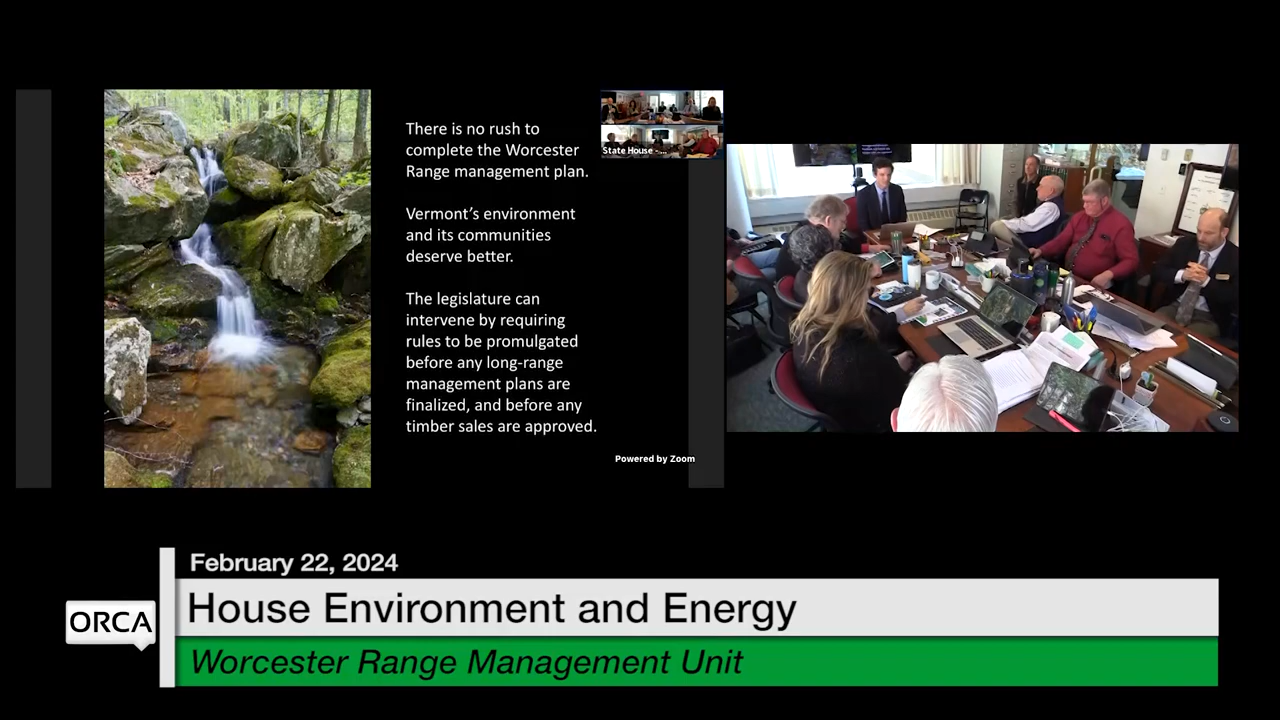 There is no rush to
complete the Worcester
Range management plan.
Vermont's environment
and its communities
deserve better.
The legislature can
intervene by requiring
rules to be promulgated
before any long-range
management plans are
finalized, and before any
timber sales are approved.
State House - ...
Powered by Zoom
February 22, 2024
ORCA
House Environment and Energy
Worcester Range Management Unit